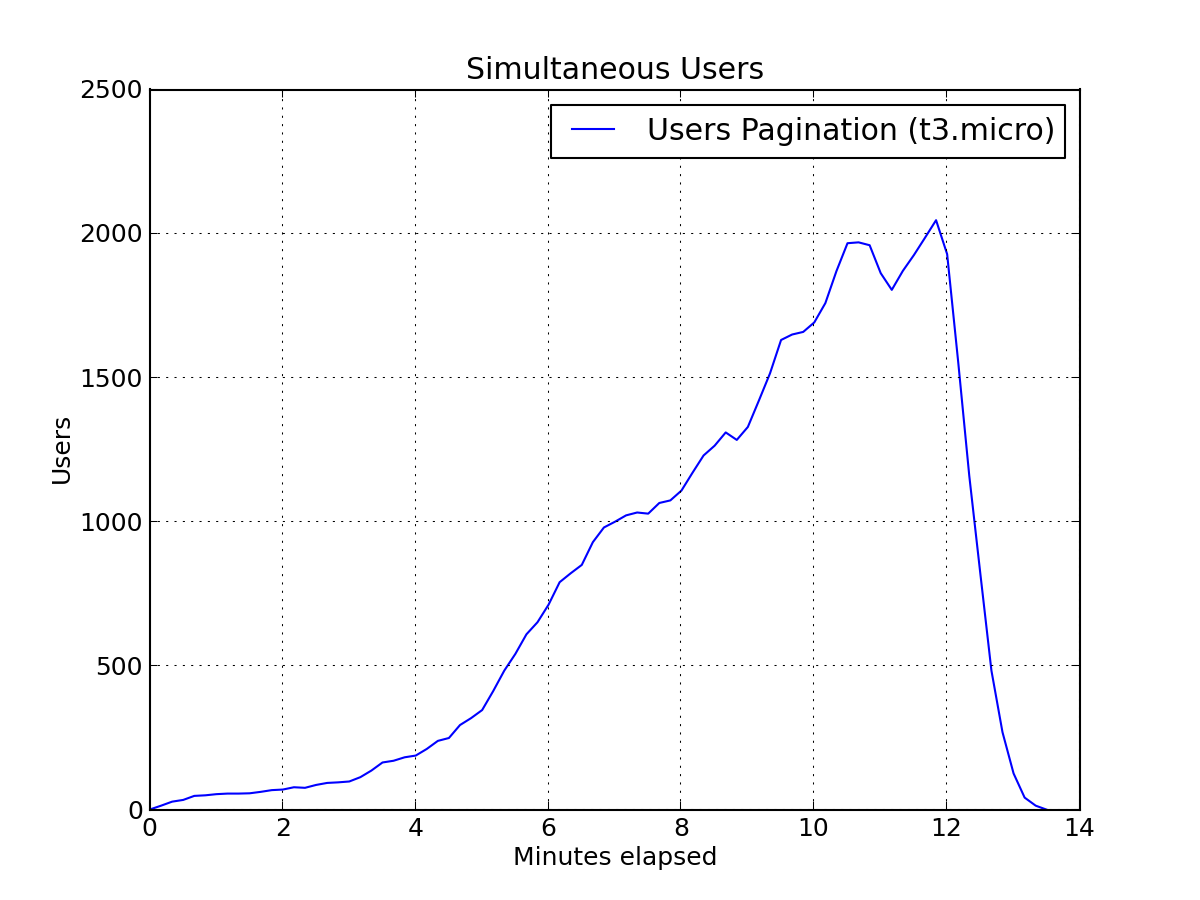 Simultaneous Users
Users Pagination (t3.micro)
2500
2000
1500
1000
500
0
Users
0 2 4 6 8 10 12 14
Minutes elapsed